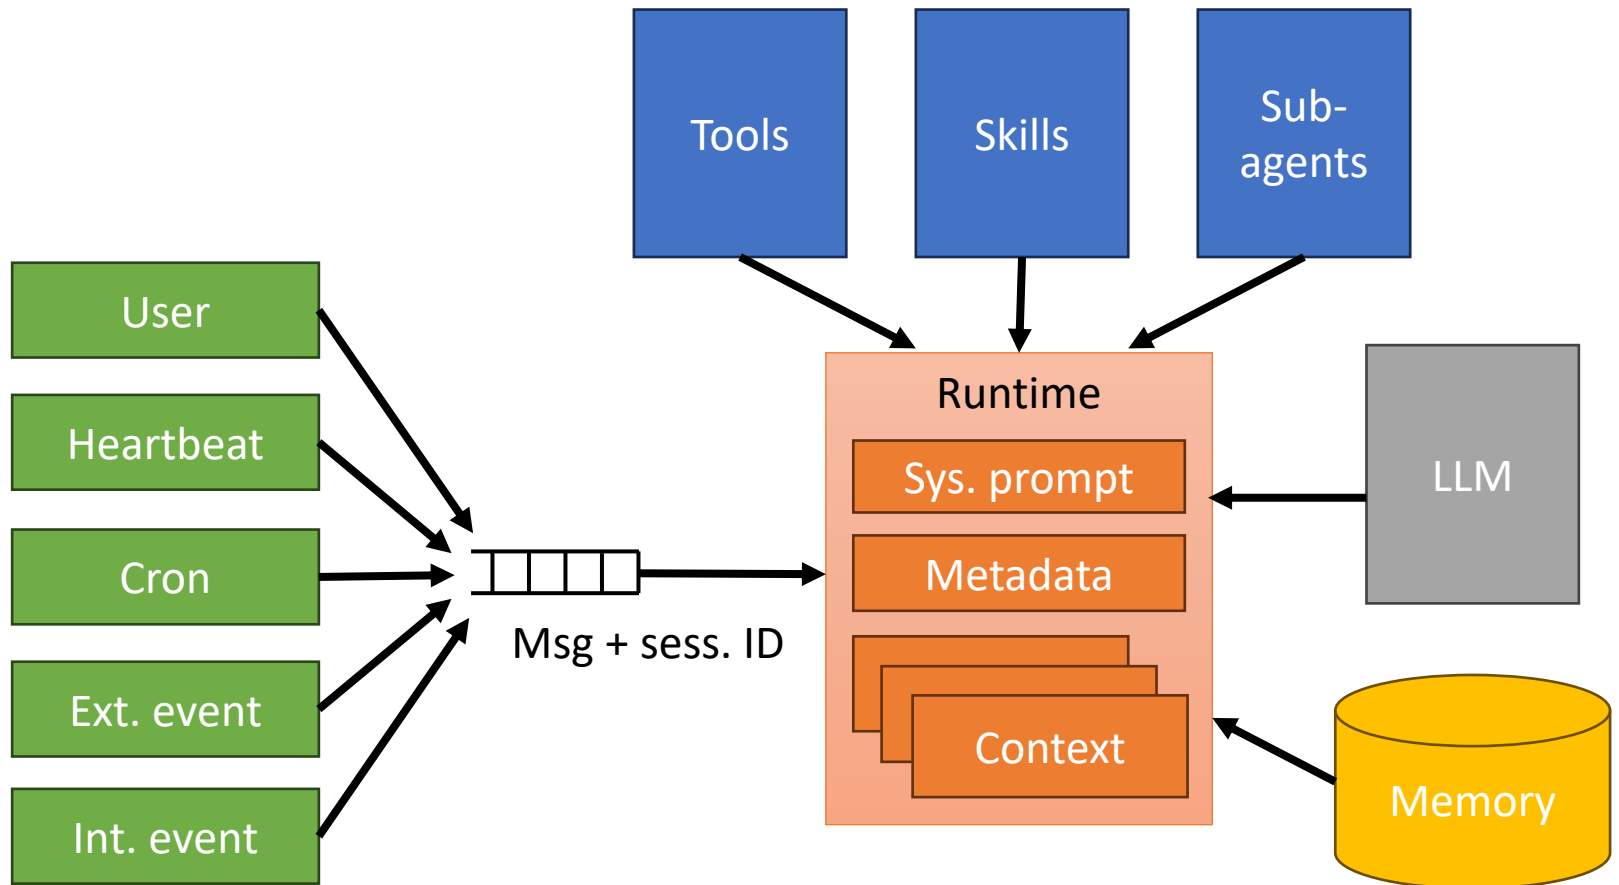 Tools
Skills
Sub-
agents
User
Heartbeat
Cron
Ext. event
Int. event
Msg + sess. ID
Runtime
Sys. prompt
Metadata
Context
LLM
Memory